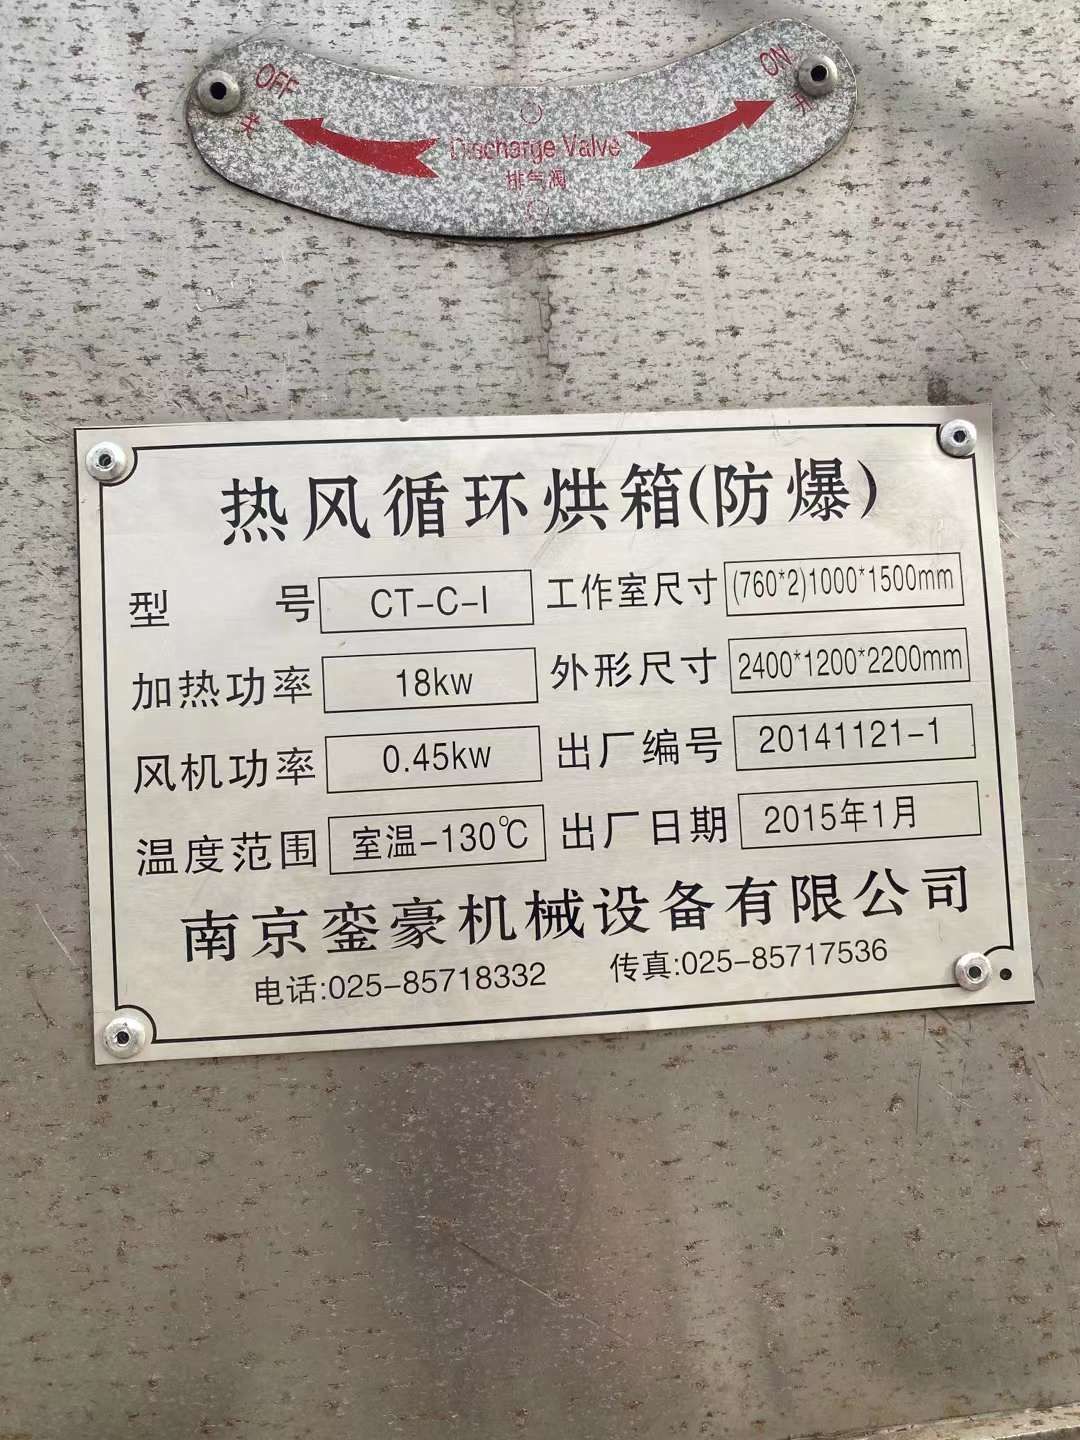 OFF
ON
关
开
Discharge Valve
排气阀
热风循环烘箱(防爆)
型 号 CT-C-I 工作室尺寸 (760*2)1000*1500mm
加热功率 18kw 外形尺寸 2400*1200*2200mm
风机功率 0.45kw 出厂编号 20141121-1
温度范围 室温-130℃ 出厂日期 2015年1月
南京銮豪机械设备有限公司
电话:025-85718332 传真:025-85717536